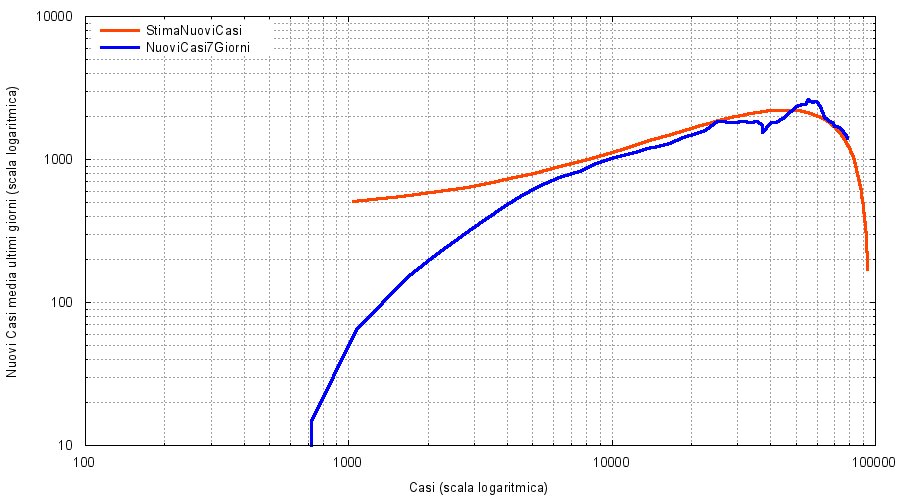 10000
StimaNuoviCasi
NuoviCasi7Giorni
1000
100
10
Nuovi Casi media ultimi giorni (scala logaritmica)
100
1000
10000
100000
Casi (scala logaritmica)